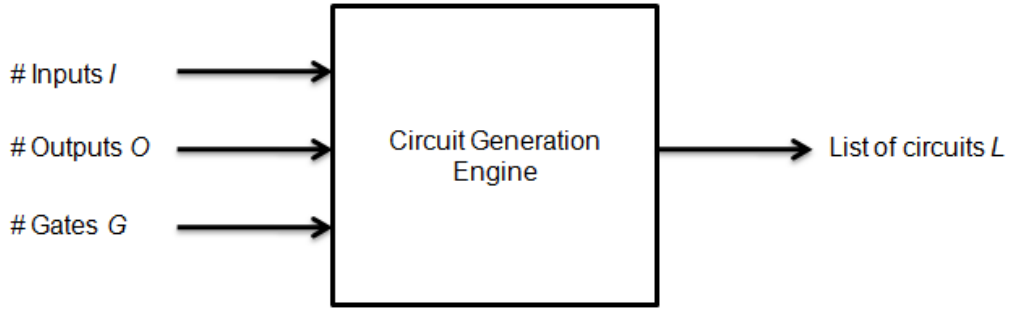 # Inputs I
# Outputs O
# Gates G
Circuit Generation
Engine
List of circuits L